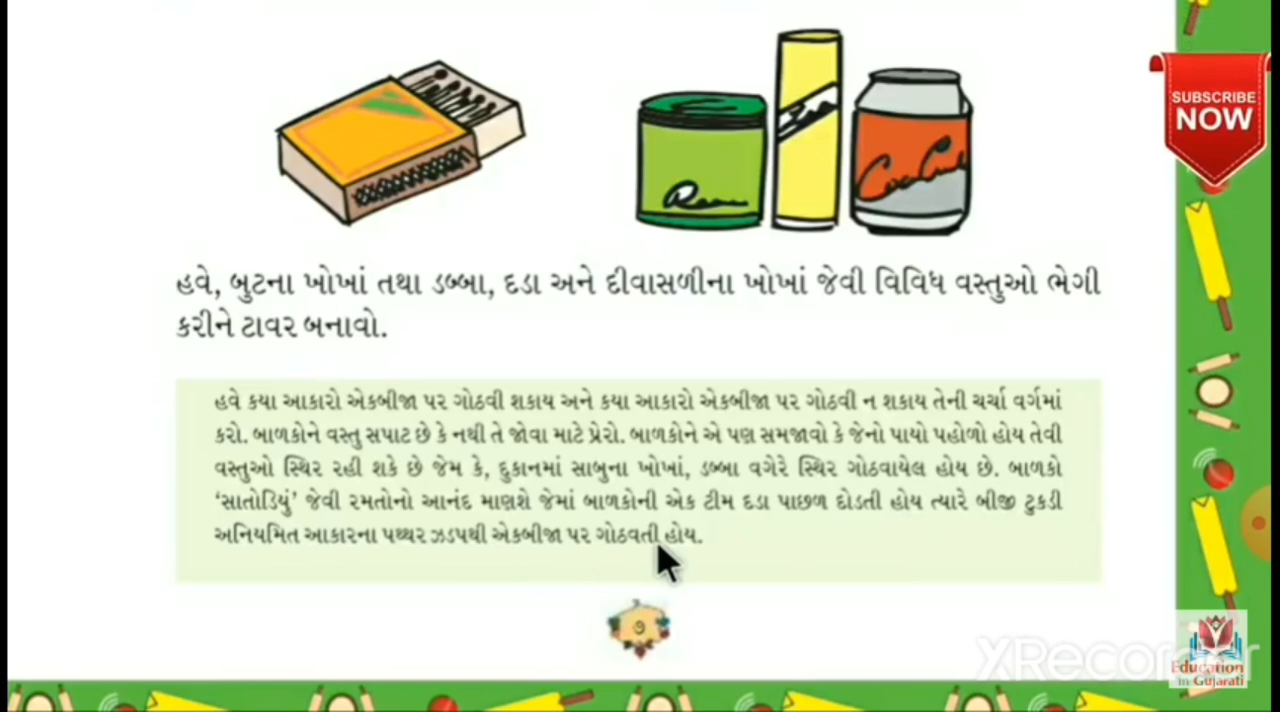 SUBSCRIBE
NOW
હવે, બુટના ખોખાં તથા ડબ્બા, દડા અને દીવાસળીના ખોખાં જેવી વિવિધ વસ્તુઓ ભેગી
કરીને ટાવર બનાવો.
હવે કયા આકારો એકબીજા પર ગોઠવી શકાય અને કયા આકારો એકબીજા પર ગોઠવી ન શકાય તેની ચર્ચા વર્ગમાં
કરો. બાળકોને વસ્તુ સપાટ છે કે નથી તે જોવા માટે પ્રેરો. બાળકોને એ પણ સમજાવો કે જેનો પાયો પહોળો હોય તેવી
વસ્તુઓ સ્થિર રહી શકે છે જેમ કે, દુકાનમાં સાબુના ખોખાં, ડબ્બા વગેરે સ્થિર ગોઠવાયેલ હોય છે. બાળકો
‘સાતોડિયું’ જેવી રમતોનો આનંદ માણશે જેમાં બાળકોની એક ટીમ દડા પાછળ દોડતી હોય ત્યારે બીજી ટુકડી
અનિયમિત આકારના પથ્થર ઝડપથી એકબીજા પર ગોઠવતી હોય.
૭
XRecorder
Education
in Gujarati